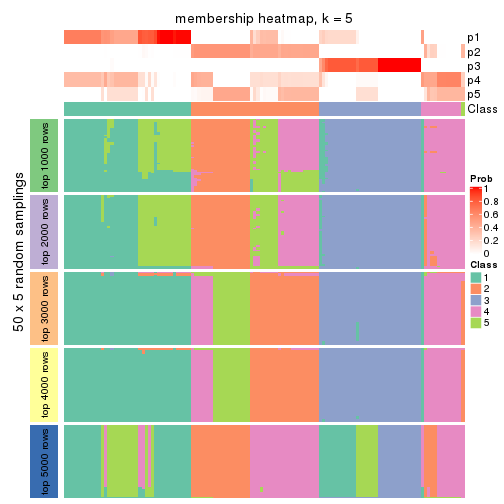 membership heatmap, k = 5
p1
p2
p3
p4
p5
Class
50 x 5 random samplings
top 1000 rows
top 2000 rows
top 3000 rows
top 4000 rows
top 5000 rows
Prob
1
0.8
0.6
0.4
0.2
0
Class
1
2
3
4
5